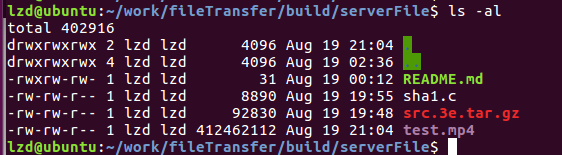 lzd@ubuntu:~/work/fileTransfer/build/serverFile$ ls -al
total 402916
drwxrwxrwx 2 lzd lzd      4096 Aug 19 21:04 .
drwxrwxrwx 4 lzd lzd      4096 Aug 19 02:36 ..
-rwxrw-rw- 1 lzd lzd        31 Aug 19 00:12 README.md
-rw-rw-r-- 1 lzd lzd      8890 Aug 19 19:55 sha1.c
-rw-rw-r-- 1 lzd lzd     92830 Aug 19 19:48 src.3e.tar.gz
-rw-rw-r-- 1 lzd lzd 412462112 Aug 19 21:04 test.mp4
lzd@ubuntu:~/work/fileTransfer/build/serverFile$